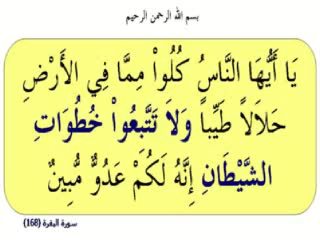 بسم الله الرحمن الرحيم
يَا أَيُّهَا النَّاسُ كُلُواْ مِمَّا فِي الأَرْضِ
حَلاَلاً طَيِّباً وَلاَ تَتَّبِعُواْ خُطُوَاتِ
الشَّيْطَانِ إِنَّهُ لَكُمْ عَدُوٌّ مُّبِينٌ
سورة البقرة (168)